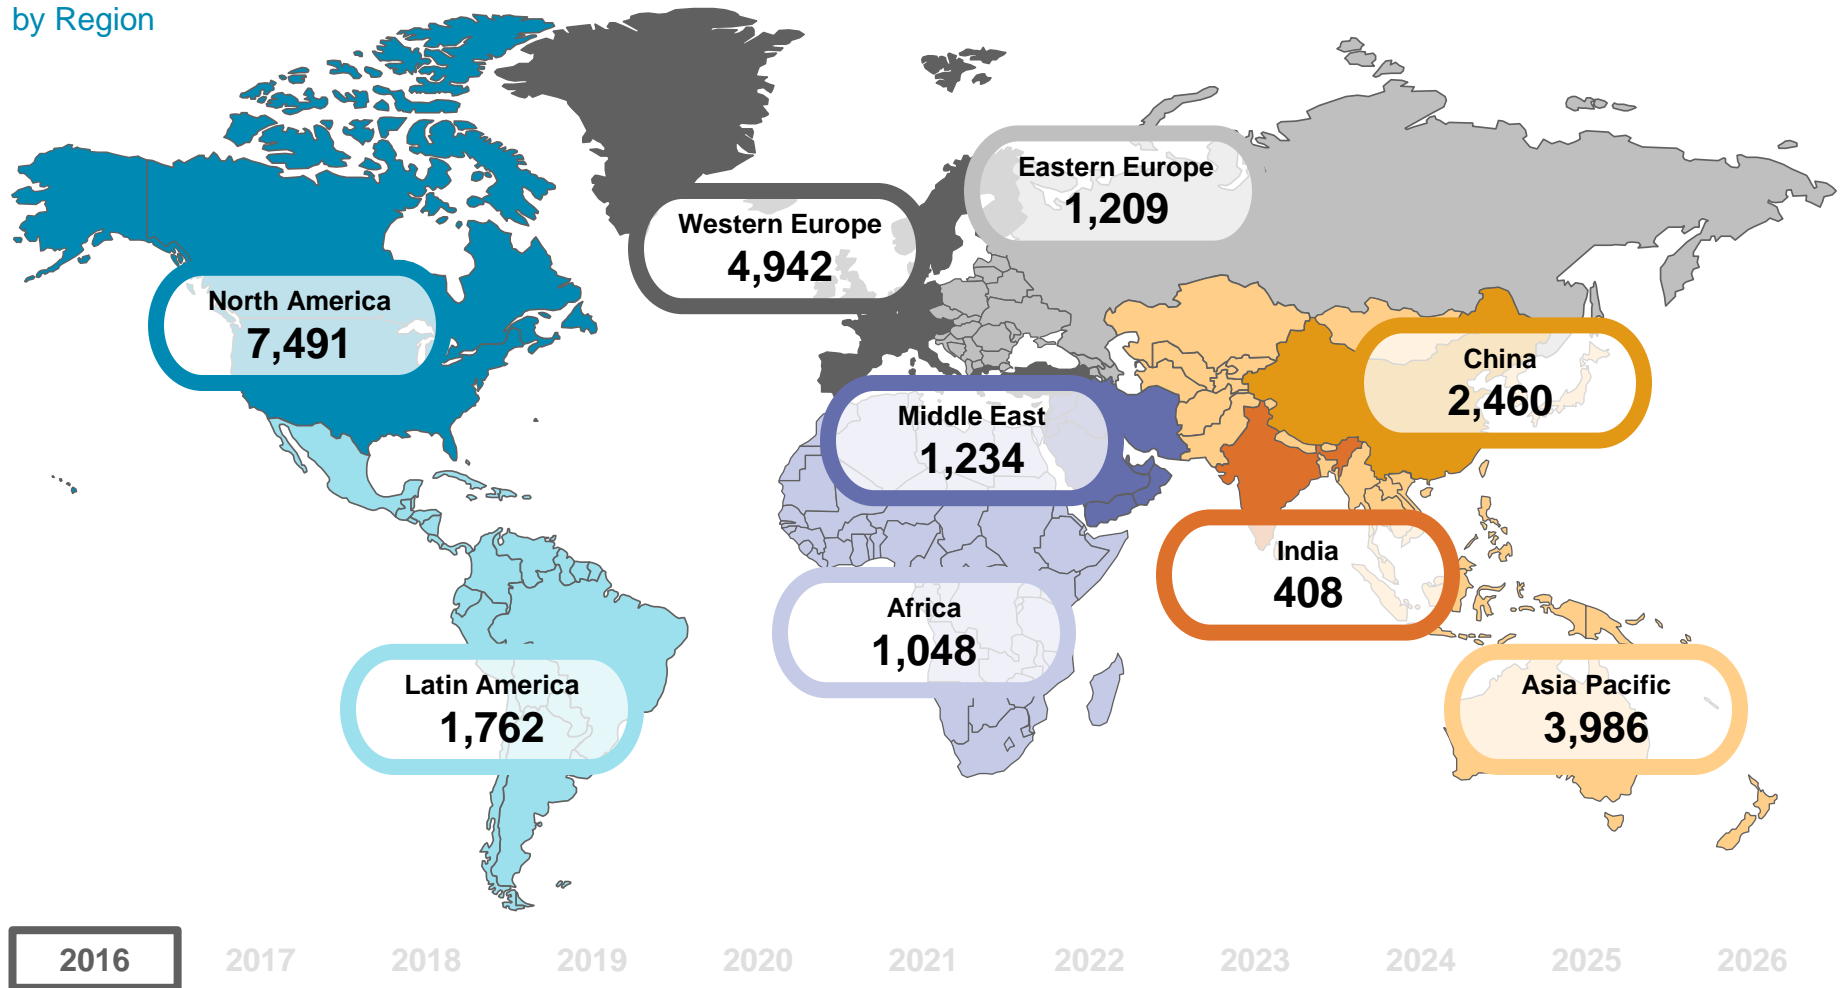 by Region
Eastern Europe
1,209
Western Europe
4,942
North America
7,491
China
2,460
Middle East
1,234
India
408
Africa
1,048
Latin America
1,762
Asia Pacific
3,986
2016 2017 2018 2019 2020 2021 2022 2023 2024 2025 2026